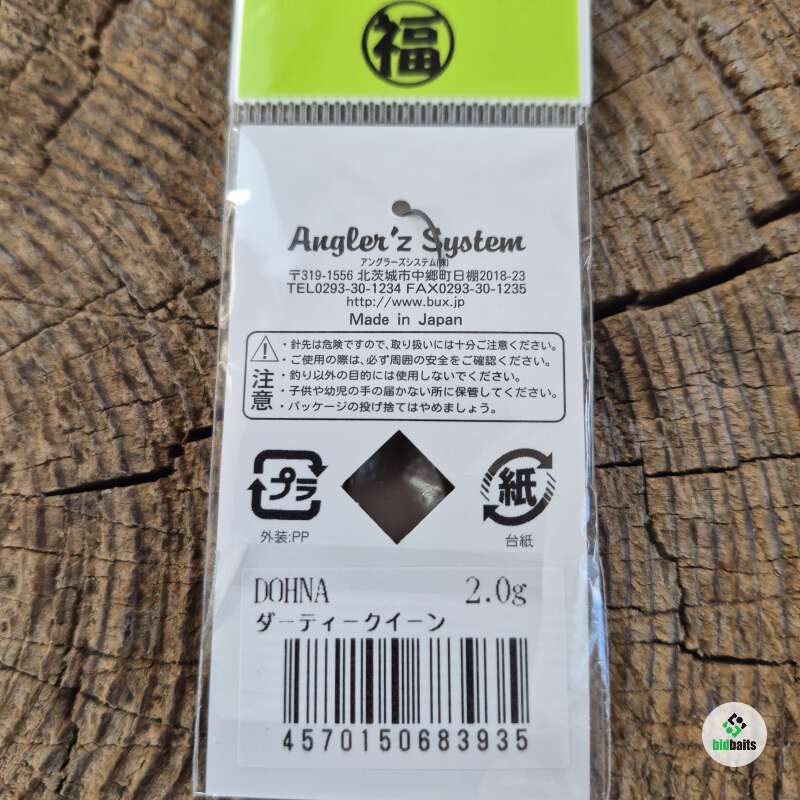 福
Angler'z System
アングラーズシステム(株)
〒319-1556 北茨城市中郷町日棚2018-23
TEL0293-30-1234 FAX0293-30-1235
http://www.bux.jp
Made in Japan
注意
・針先は危険ですので、取り扱いには十分ご注意ください。
・ご使用の際は、必ず周囲の安全をご確認ください。
・釣り以外の目的には使用しないでください。
・子供や幼児の手の届かない所に保管してください。
・パッケージの投げ捨てはやめましょう。
プラ
紙
外装:PP
台紙
DOHNA 2.0g
ダーティークイーン
4570150683935
bidbaits